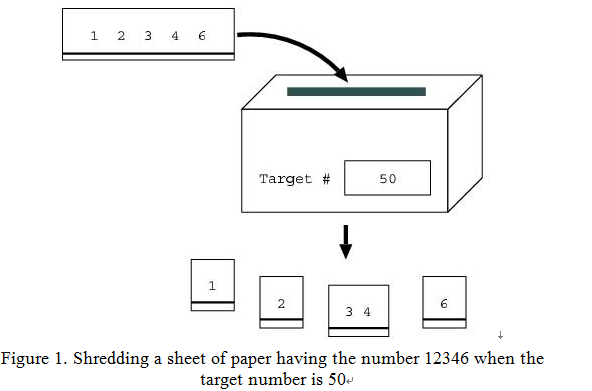 1 2 3 4 6
Target # 50
1
2
3 4
6
Figure 1. Shredding a sheet of paper having the number 12346 when the
target number is 50